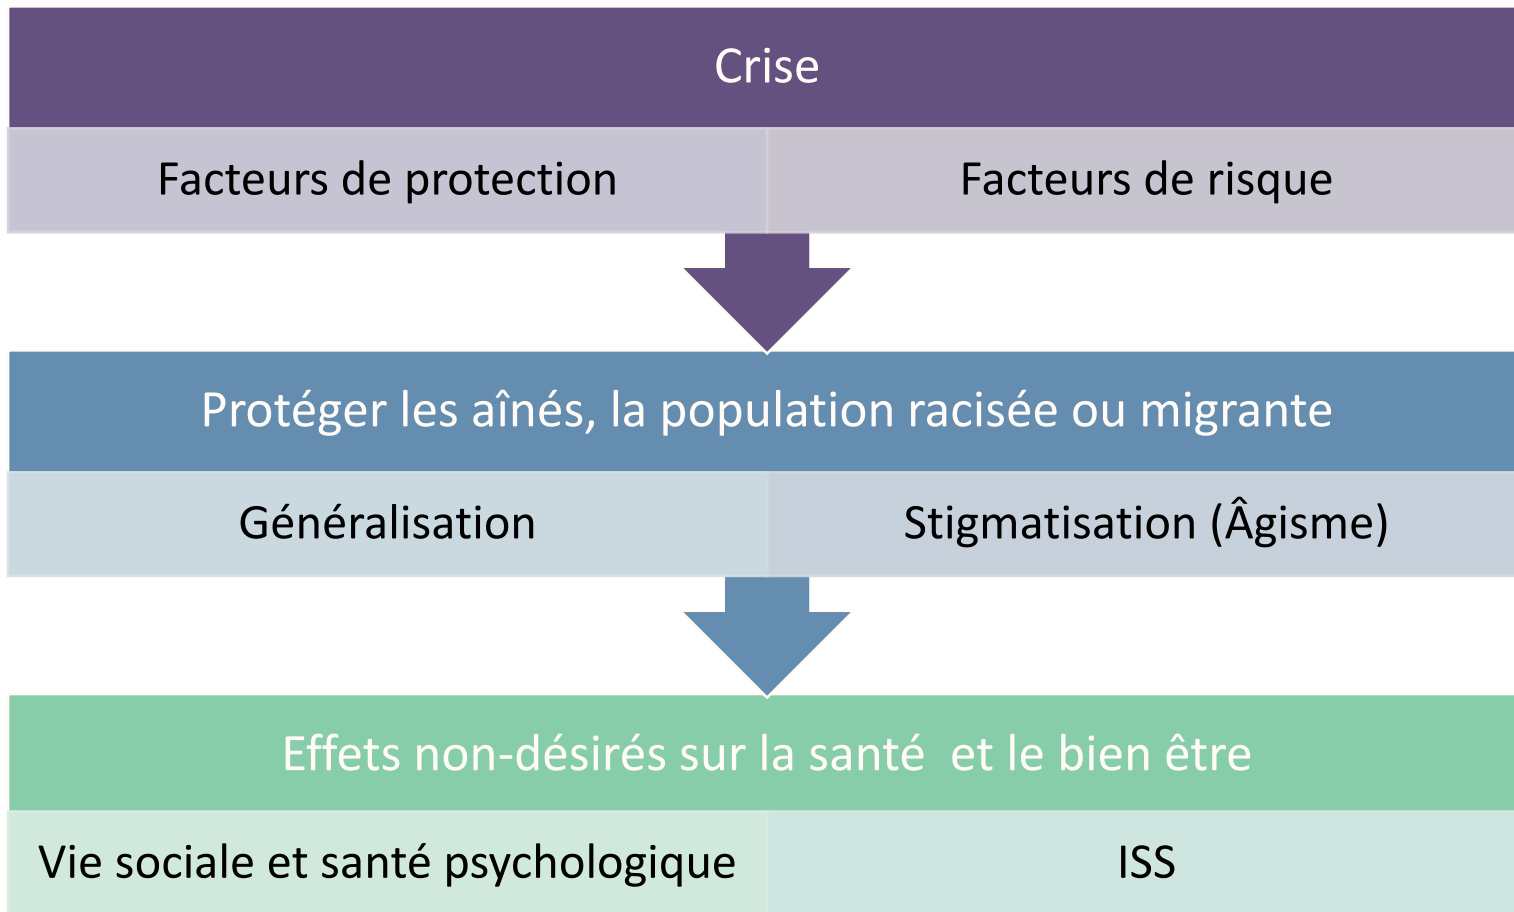 Crise
Facteurs de protection
Facteurs de risque
Protéger les aînés, la population racisée ou migrante
Généralisation
Stigmatisation (Âgisme)
Effets non-désirés sur la santé  et le bien être
Vie sociale et santé psychologique
ISS